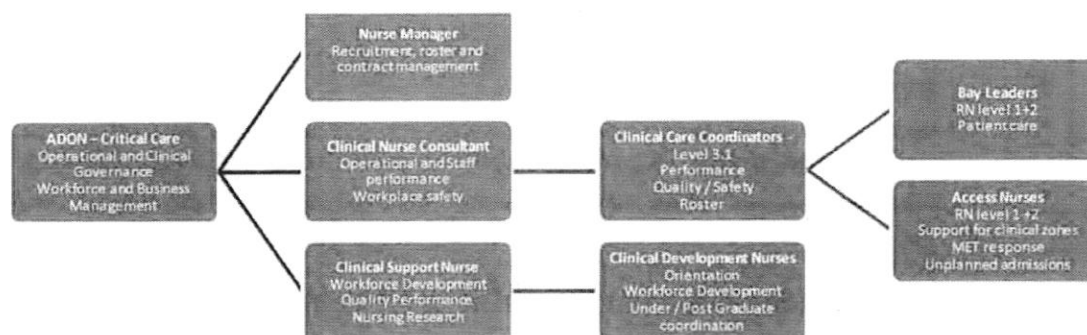 Nurse Manager
Recruitment, roster and
contract management
ADON – Critical Care
Operational and Clinical
Governance
Workforce and Business
Management
Clinical Nurse Consultant
Operational and Staff
performance
Workplace safety
Clinical Support Nurse
Workforce Development
Quality Performance
Nursing Research
Clinical Care Coordinators –
Level 3.1
Performance
Quality / Safety
Roster
Clinical Development Nurses
Orientation
Workforce Development
Under / Post Graduate
coordination
Bay Leaders
RN level 1+2
Patient care
Access Nurses
RN level 1+2
Support for clinical zones
MET response
Unplanned admissions